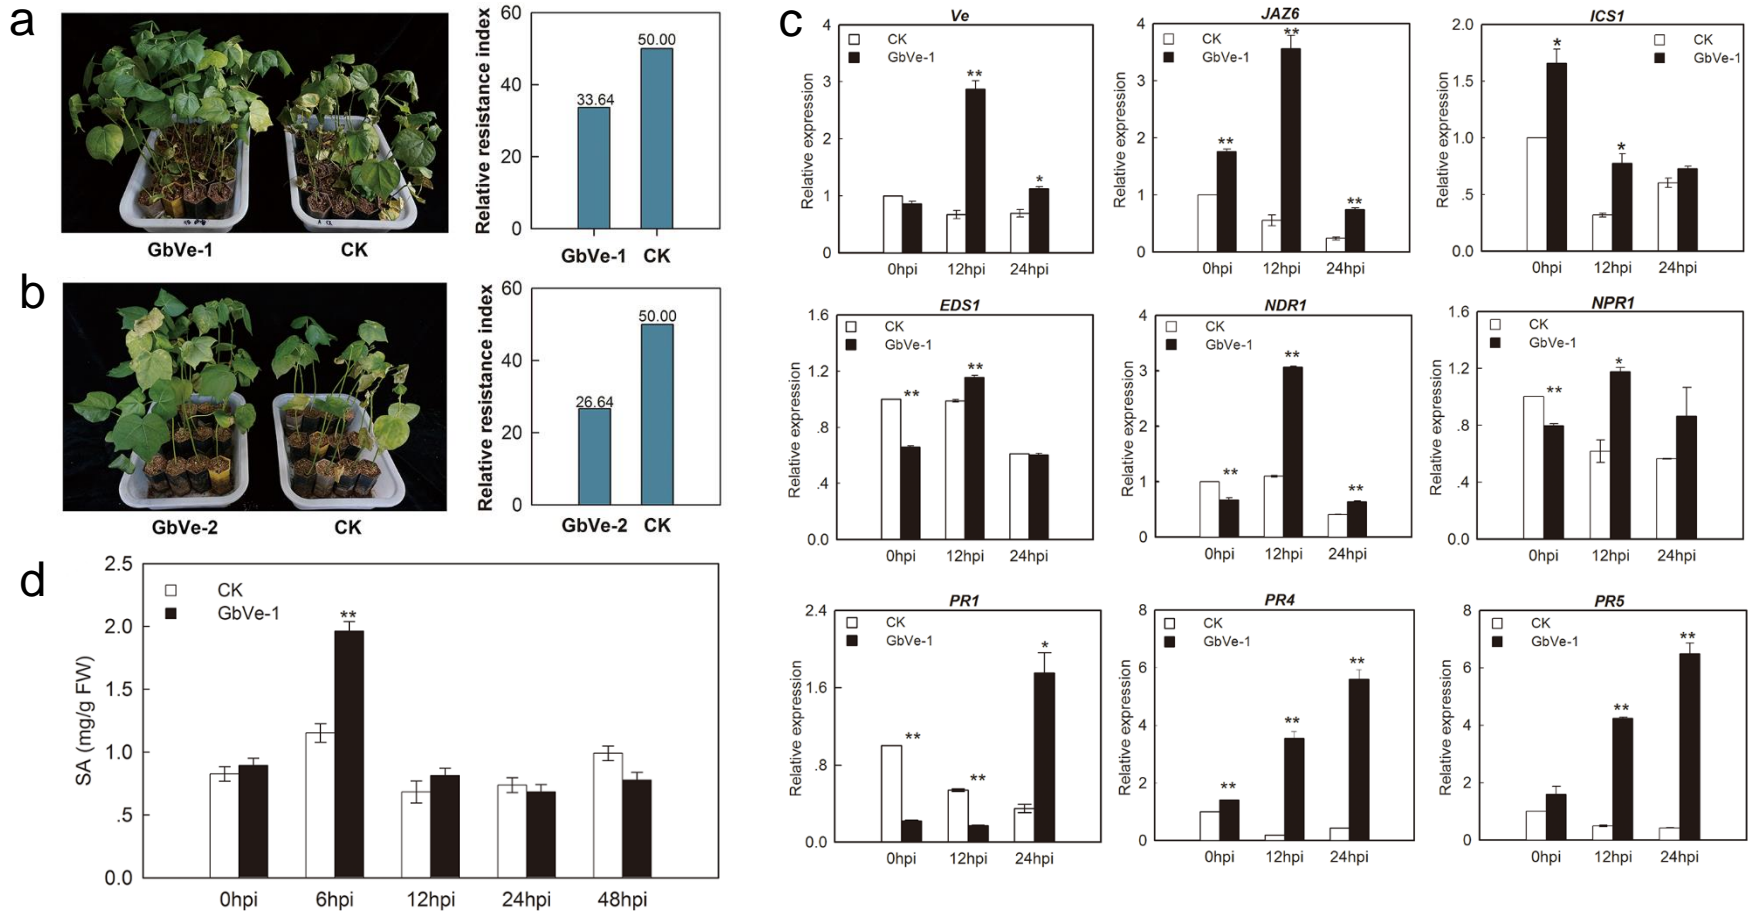 a
60
40
20
0
Relative resistance index
33.64
50.00
GbVe-1 CK
GbVe-1 CK
b
60
40
20
0
Relative resistance index
26.64
50.00
GbVe-2 CK
GbVe-2 CK
c
Ve
CK
GbVe-1
4
3
2
1
0
Relative expression
**
*
0hpi 12hpi 24hpi
JAZ6
CK
GbVe-1
4
3
2
1
0
Relative expression
**
**
**
0hpi 12hpi 24hpi
ICS1
CK
GbVe-1
2.0
1.5
1.0
.5
0.0
Relative expression
*
*
0hpi 12hpi 24hpi
EDS1
CK
GbVe-1
1.6
1.2
.8
.4
0.0
Relative expression
**
**
0hpi 12hpi 24hpi
NDR1
CK
GbVe-1
4
3
2
1
0
Relative expression
**
**
**
0hpi 12hpi 24hpi
NPR1
CK
GbVe-1
1.6
1.2
.8
.4
0.0
Relative expression
**
*
0hpi 12hpi 24hpi
PR1
CK
GbVe-1
2.4
1.6
.8
0.0
Relative expression
**
**
*
0hpi 12hpi 24hpi
PR4
CK
GbVe-1
8
6
4
2
0
Relative expression
**
**
**
0hpi 12hpi 24hpi
PR5
CK
GbVe-1
8
6
4
2
0
Relative expression
**
**
0hpi 12hpi 24hpi
d
CK
GbVe-1
2.5
2.0
1.5
1.0
.5
0.0
SA (mg/g FW)
**
0hpi 6hpi 12hpi 24hpi 48hpi